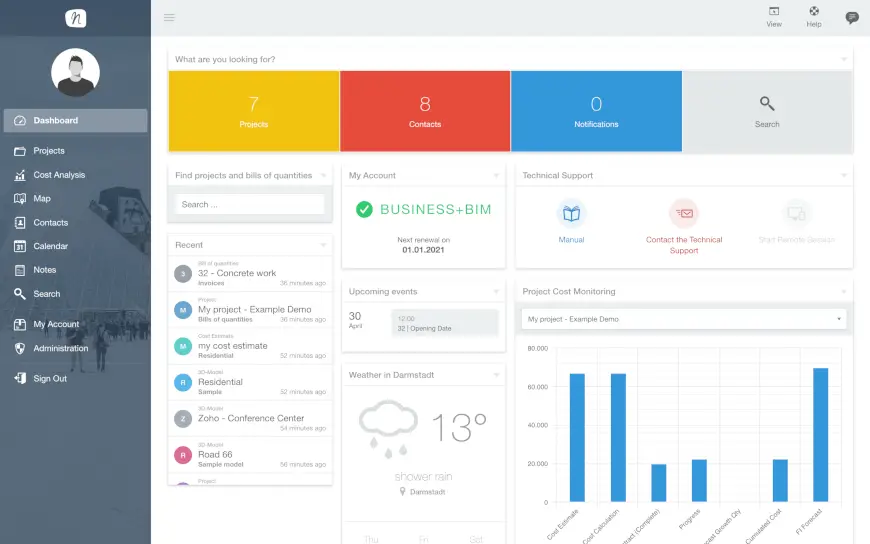 n
View
Help
Dashboard
Projects
Cost Analysis
Map
Contacts
31
Calendar
Notes
Search
My Account
Administration
Sign Out
What are you looking for?
7
Projects
8
Contacts
0
Notifications
Search
Find projects and bills of quantities
Search ...
Recent
Bill of quantities
3
32 - Concrete work
Invoices
36 minutes ago
Project
M
My project - Example Demo
Bills of quantities
36 minutes ago
Cost Estimate
M
my cost estimate
Residential
52 minutes ago
3D-Model
R
Residential
Sample
52 minutes ago
3D-Model
Z
Zoho - Conference Center
54 minutes ago
3D-Model
R
Road 66
Sample model
56 minutes ago
Project
My Account
BUSINESS+BIM
Next renewal on
01.01.2021
Upcoming events
30
April
12:00
32 | Opening Date
Weather in Darmstadt
13°
shower rain
Darmstadt
Thu
Fri
Sat
Technical Support
Manual
Contact the Technical
Support
Start Remote Session
Project Cost Monitoring
My project - Example Demo
80.000
60.000
40.000
20.000
0
Cost Estimate
Cost Calculation
(Complete)
Progress
Growth Qty
Cumulated Cost
FI Forecast